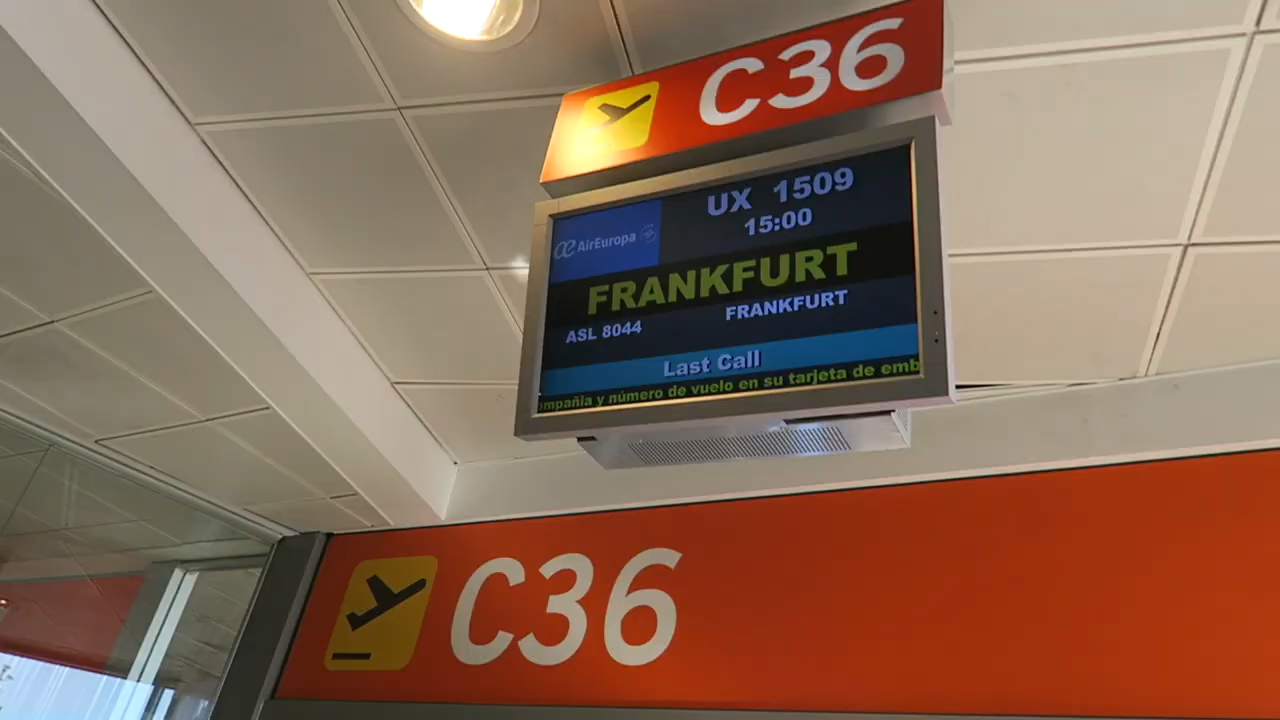 C36
UX 1509
15:00
AirEuropa
FRANKFURT
ASL 8044 FRANKFURT
Last Call
mpañia y número de vuelo en su tarjeta de emb
C36